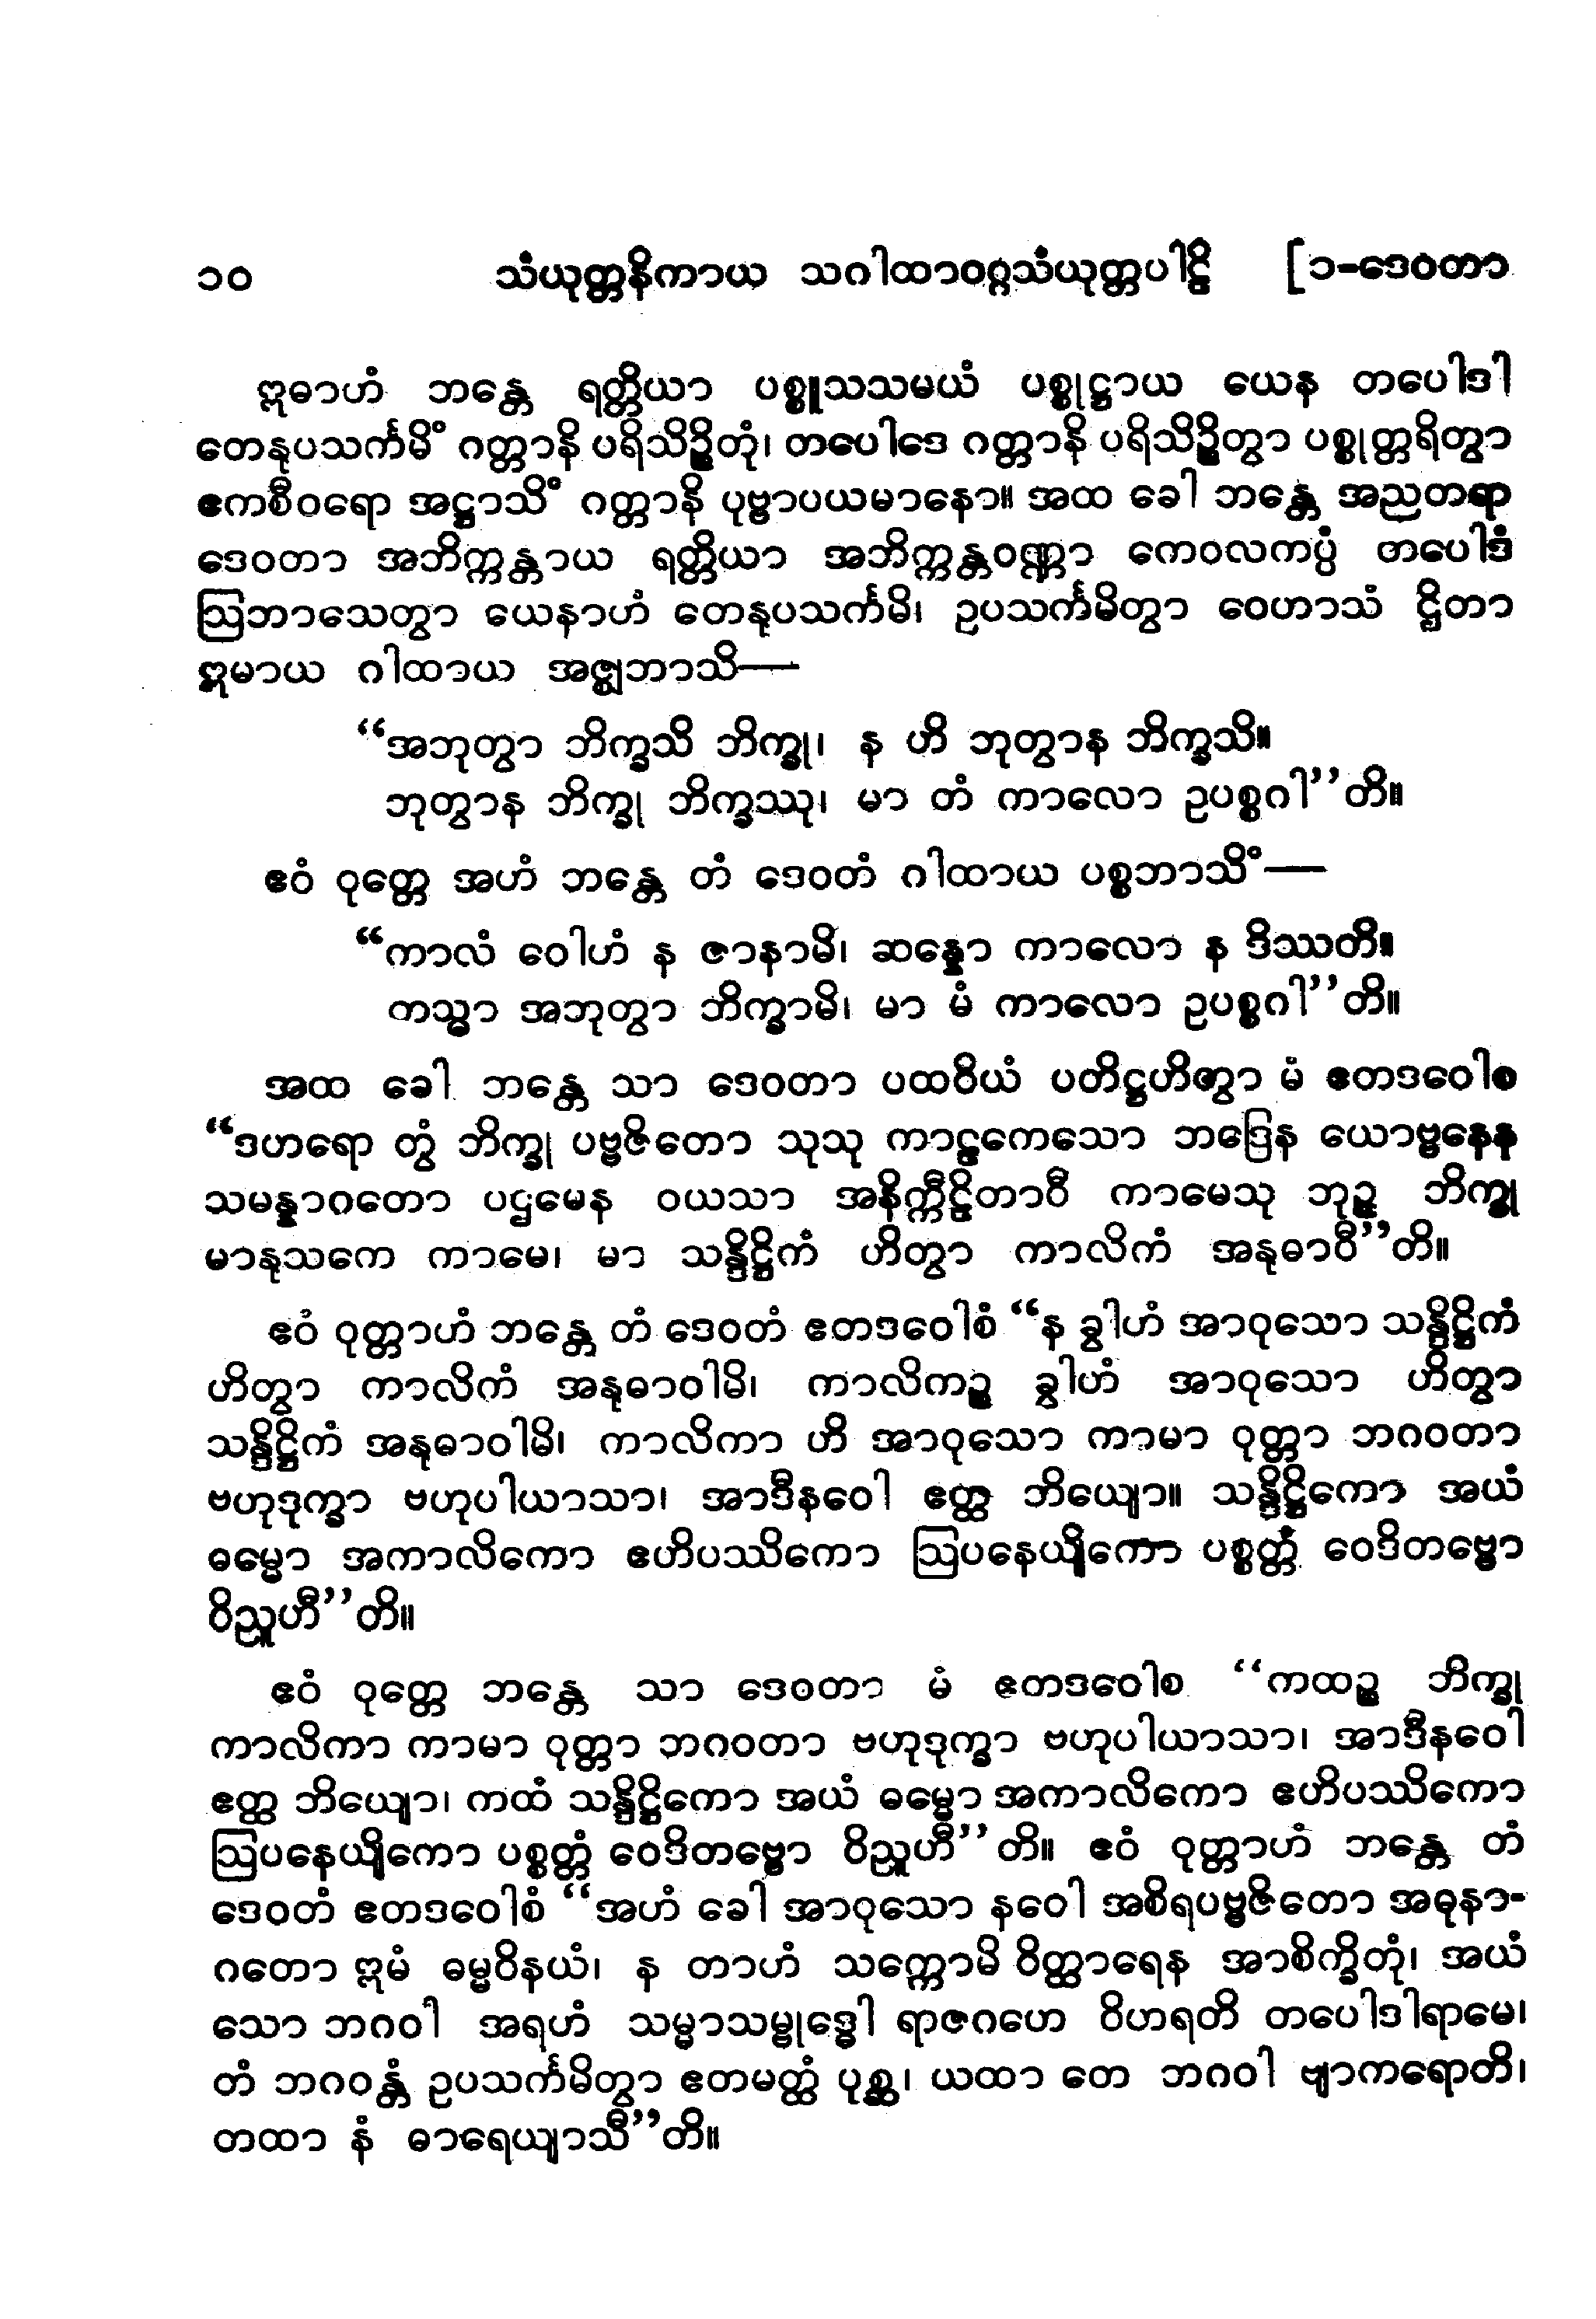 ၁၀ သံယုတ္တနိကာယ သဂါထာဝဂ္ဂသံယုတ္တပါဠိ [၁-ဒေဝတာ
ဣဓာဟံ ဘန္တေ ရတ္တိယာ ပစ္စူသသမယံ ပစ္စုဋ္ဌာယ ယေန တပေါဒါ
တေနုပသင်္ကမိံ ဂတ္တာနိ ပရိသိဉ္စိတုံ၊ တပေါဒေ ဂတ္တာနိ ပရိသိဉ္စိတွာ ပစ္စုတ္တရိတွာ
ဧကစီဝရော အဋ္ဌာသိံ ဂတ္တာနိ ပုဗ္ဗာပယမာနော။ အထ ခေါ ဘန္တေ အညတရာ
ဒေဝတာ အဘိက္ကန္တာယ ရတ္တိယာ အဘိက္ကန္တဝဏ္ဏာ ကေဝလကပ္ပံ တပေါဒံ
ဩဘာသေတွာ ယေနာဟံ တေနုပသင်္ကမိ၊ ဥပသင်္ကမိတွာ ဝေဟာသံ ဌိတာ
ဣမာယ ဂါထာယ အဇ္ဈဘာသိ—
“အဘုတွာ ဘိက္ခသိ ဘိက္ခု၊ န ဟိ ဘုတွာန ဘိက္ခသိ။
ဘုတွာန ဘိက္ခု ဘိက္ခဿု၊ မာ တံ ကာလော ဥပစ္စဂါ”တိ။
ဧဝံ ဝုတ္တေ အဟံ ဘန္တေ တံ ဒေဝတံ ဂါထာယ ပစ္စဘာသိံ—
“ကာလံ ဝေါဟံ န ဇာနာမိ၊ ဆန္နော ကာလော န ဒိဿတိ။
တသ္မာ အဘုတွာ ဘိက္ခာမိ၊ မာ မံ ကာလော ဥပစ္စဂါ”တိ။
အထ ခေါ ဘန္တေ သာ ဒေဝတာ ပထဝိယံ ပတိဋ္ဌဟိတွာ မံ ဧတဒဝေါစ
“ဒဟရော တွံ ဘိက္ခု ပဗ္ဗဇိတော သုသု ကာဠကေသော ဘဒြေန ယောဗ္ဗနေန
သမန္နာဂတော ပဌမေန ဝယသာ အနိက္ကီဠိတာဝီ ကာမေသု ဘုဉ္ဇ ဘိက္ခု
မာနုသကေ ကာမေ၊ မာ သန္ဒိဋ္ဌိကံ ဟိတွာ ကာလိကံ အနုဓာဝီ”တိ။
ဧဝံ ဝုတ္တာဟံ ဘန္တေ တံ ဒေဝတံ ဧတဒဝေါစံ “န ခွါဟံ အာဝုသော သန္ဒိဋ္ဌိကံ
ဟိတွာ ကာလိကံ အနုဓာဝါမိ၊ ကာလိကဉ္စ ခွါဟံ အာဝုသော ဟိတွာ
သန္ဒိဋ္ဌိကံ အနုဓာဝါမိ၊ ကာလိကာ ဟိ အာဝုသော ကာမာ ဝုတ္တာ ဘဂဝတာ
ဗဟုဒုက္ခာ ဗဟုပါယာသာ၊ အာဒီနဝေါ ဧတ္ထ ဘိယျော။ သန္ဒိဋ္ဌိကော အယံ
ဓမ္မော အကာလိကော ဧဟိပဿိကော ဩပနေယျိကော ပစ္စတ္တံ ဝေဒိတဗ္ဗော
ဝိညူဟီ”တိ။
ဧဝံ ဝုတ္တေ ဘန္တေ သာ ဒေဝတာ မံ ဧတဒဝေါစ “ကထဉ္စ ဘိက္ခု
ကာလိကာ ကာမာ ဝုတ္တာ ဘဂဝတာ ဗဟုဒုက္ခာ ဗဟုပါယာသာ၊ အာဒီနဝေါ
ဧတ္ထ ဘိယျော၊ ကထံ သန္ဒိဋ္ဌိကော အယံ ဓမ္မော အကာလိကော ဧဟိပဿိကော
ဩပနေယျိကော ပစ္စတ္တံ ဝေဒိတဗ္ဗော ဝိညူဟီ”တိ။ ဧဝံ ဝုတ္တာဟံ ဘန္တေ တံ
ဒေဝတံ ဧတဒဝေါစံ “အဟံ ခေါ အာဝုသော နဝေါ အစိရပဗ္ဗဇိတော အဓုနာ-
ဂတော ဣမံ ဓမ္မဝိနယံ၊ န တာဟံ သက္ကောမိ ဝိတ္ထာရေန အာစိက္ခိတုံ၊ အယံ
သော ဘဂဝါ အရဟံ သမ္မာသမ္ဗုဒ္ဓေါ ရာဇဂဟေ ဝိဟရတိ တပေါဒါရာမေ၊
တံ ဘဂဝန္တံ ဥပသင်္ကမိတွာ ဧတမတ္ထံ ပုစ္ဆ၊ ယထာ တေ ဘဂဝါ ဗျာကရောတိ၊
တထာ နံ ဓာရေယျာသီ”တိ။